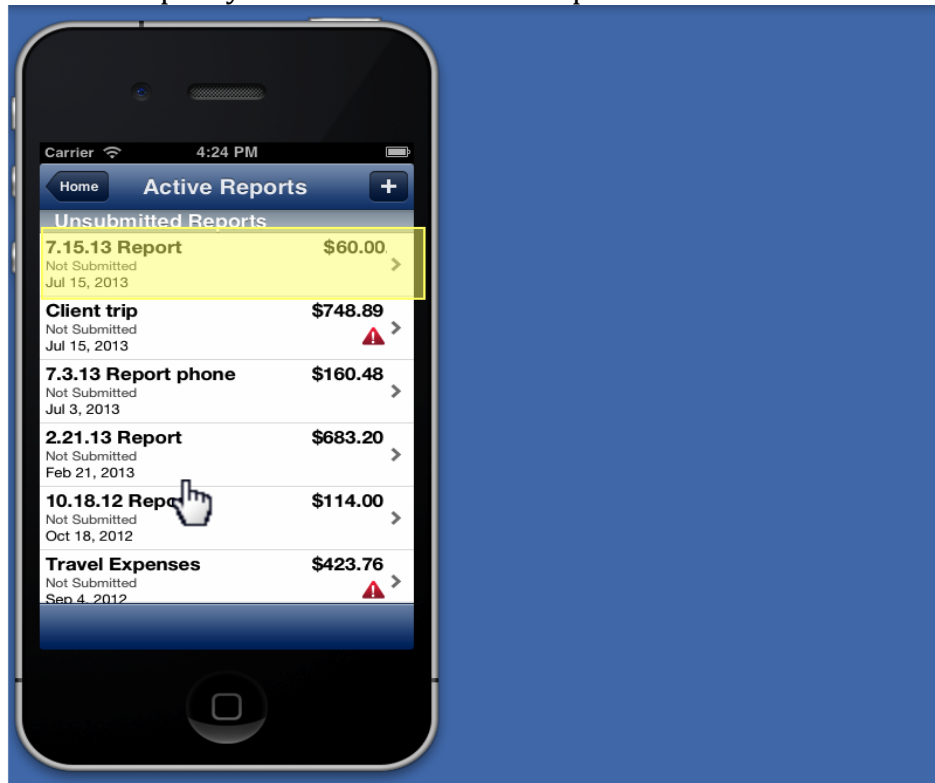 Carrier 4:24 PM
Home Active Reports +
Unsubmitted Reports
7.15.13 Report $60.00
Not Submitted
Jul 15, 2013
Client trip $748.89
Not Submitted
Jul 15, 2013
7.3.13 Report phone $160.48
Not Submitted
Jul 3, 2013
2.21.13 Report $683.20
Not Submitted
Feb 21, 2013
10.18.12 $114.00
Not Submitted
Oct 18, 2012
Travel Expenses $423.76
Not Submitted
Sep 4, 2012